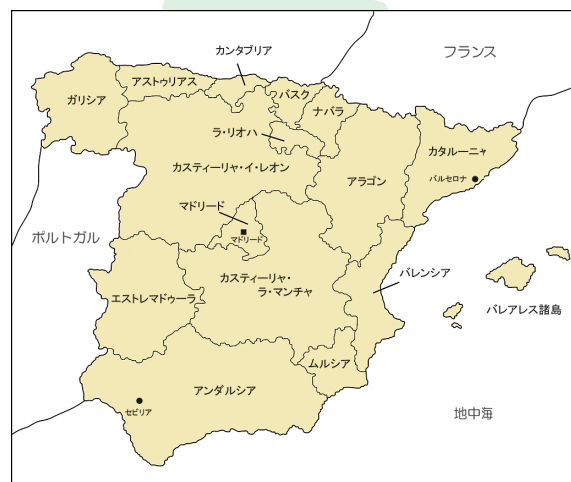 カンタブリア
フランス
アストゥリアス
ガリシア
バスク
ナバラ
ラ・リオハ
カタルーニャ
カスティーリャ・イ・レオン
アラゴン
バルセロナ
マドリード
ポルトガル
マドリード
バレンシア
カスティーリャ・
ラ・マンチャ
エストレマドゥーラ
バレアレス諸島
ムルシア
アンダルシア
セビリア
地中海